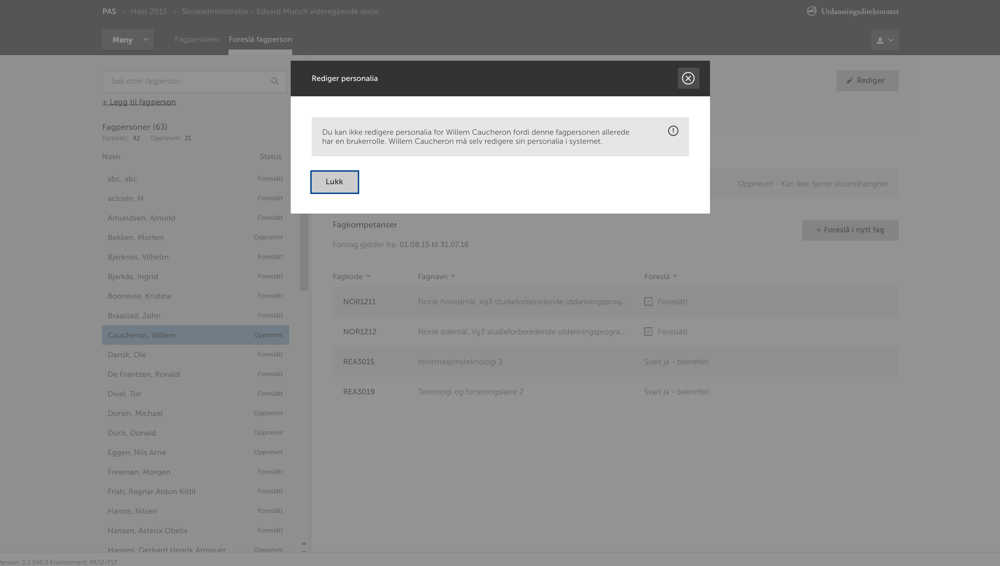 PAS • Høst 2015 • Skoleadministrator - Edvard Munch videregående skole
Utdanningsdirektoratet
Meny
Fagpersoner: Foreslå fagperson
Søk etter fagperson
+ Legg til fagperson
Fagpersoner (63)
Foreslått: 42 • Oppnevnt: 21
Navn Status
abc, abc Foreslått
aclovin, M Foreslått
Amundsen, Amund Foreslått
Bekken, Morten Oppnevnt
Bjerknes, Vilhelm Foreslått
Bjerkås, Ingrid Foreslått
Bonnevie, Kristine Foreslått
Braastad, John Foreslått
Caucheron, Willem Oppnevnt
Dansk, Ole Foreslått
De Frantzen, Ronald Foreslått
Divel, Tor Foreslått
Dorsin, Michael Oppnevnt
Duck, Donald Oppnevnt
Eggen, Nils Arne Oppnevnt
Freeman, Morgen Foreslått
Frish, Ragnar Anton Kittil Foreslått
Hanne, Nilsen Foreslått
Hansen, Asterix Obelix Foreslått
Hansen, Gerhard Henrik Armauer Oppnevnt
Rediger personalia
Du kan ikke redigere personalia for Willem Caucheron fordi denne fagpersonen allerede
har en brukerrolle. Willem Caucheron må selv redigere sin personalia i systemet.
Lukk
Rediger
Oppnevnt - Kan ikke fjerne skoletilhørighet
Fagkompetanser
+ Foreslå i nytt fag
Forslag gjelder fra: 01.08.15 til 31.07.16
Fagkode Fagnavn Foreslå
NOR1211 Norsk hovedmål, Vg3 studieforberedende utdanningsprog... Foreslått
NOR1212 Norsk sidemål, Vg3 studieforberedende utdanningsprogra... Foreslått
REA3015 Informasjonsteknologi 2 Svart ja - bekreftet
REA3019 Teknologi og forskningslære 2 Svart ja - bekreftet
Version: 0.2.596.0 Environment: PAS2-TST